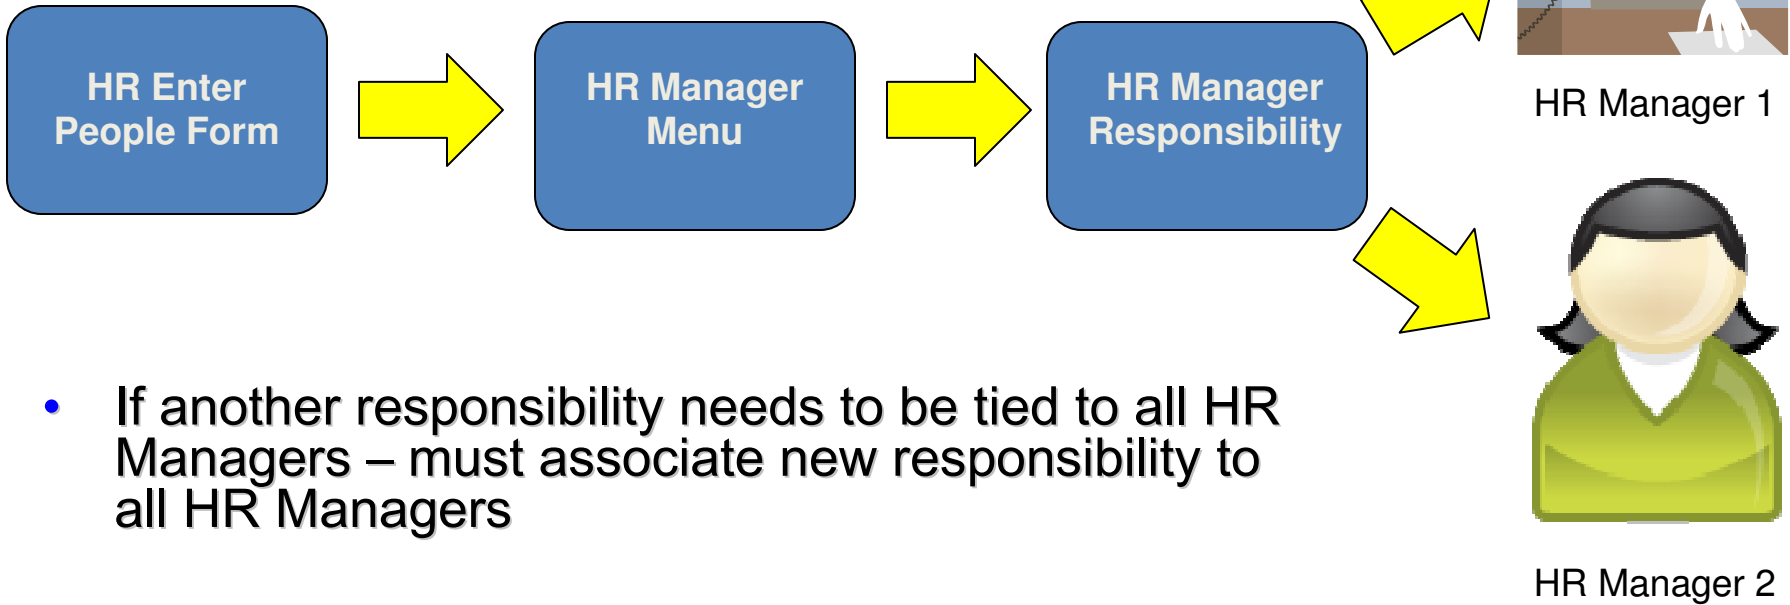 HR Enter
People Form
HR Manager
Menu
HR Manager
Responsibility
HR Manager 1
• If another responsibility needs to be tied to all HR
Managers – must associate new responsibility to
all HR Managers
HR Manager 2